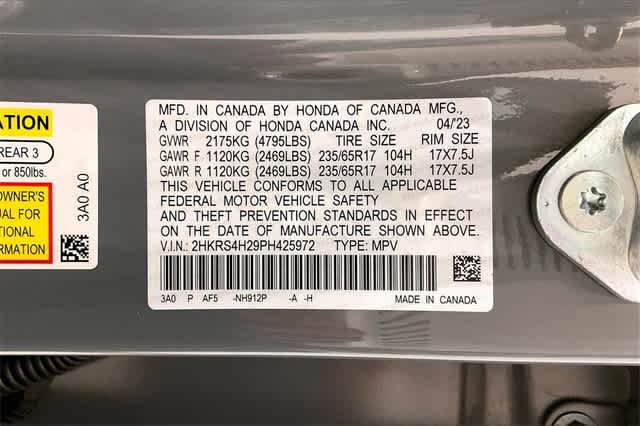 ATION
REAR 3
or 850lbs.
OWNER'S
UAL FOR
TIONAL
ORMATION
3A0 A0
MFD. IN CANADA BY HONDA OF CANADA MFG.,
A DIVISION OF HONDA CANADA INC. 04/'23
GVWR 2175KG (4795LBS) TIRE SIZE RIM SIZE
GAWR F 1120KG (2469LBS) 235/65R17 104H 17X7.5J
GAWR R 1120KG (2469LBS) 235/65R17 104H 17X7.5J
THIS VEHICLE CONFORMS TO ALL APPLICABLE
FEDERAL MOTOR VEHICLE SAFETY
AND THEFT PREVENTION STANDARDS IN EFFECT
ON THE DATE OF MANUFACTURE SHOWN ABOVE.
V.I.N.: 2HKRS4H29PH425972 TYPE: MPV
3A0 P AF5 -NH912P -A -H MADE IN CANADA